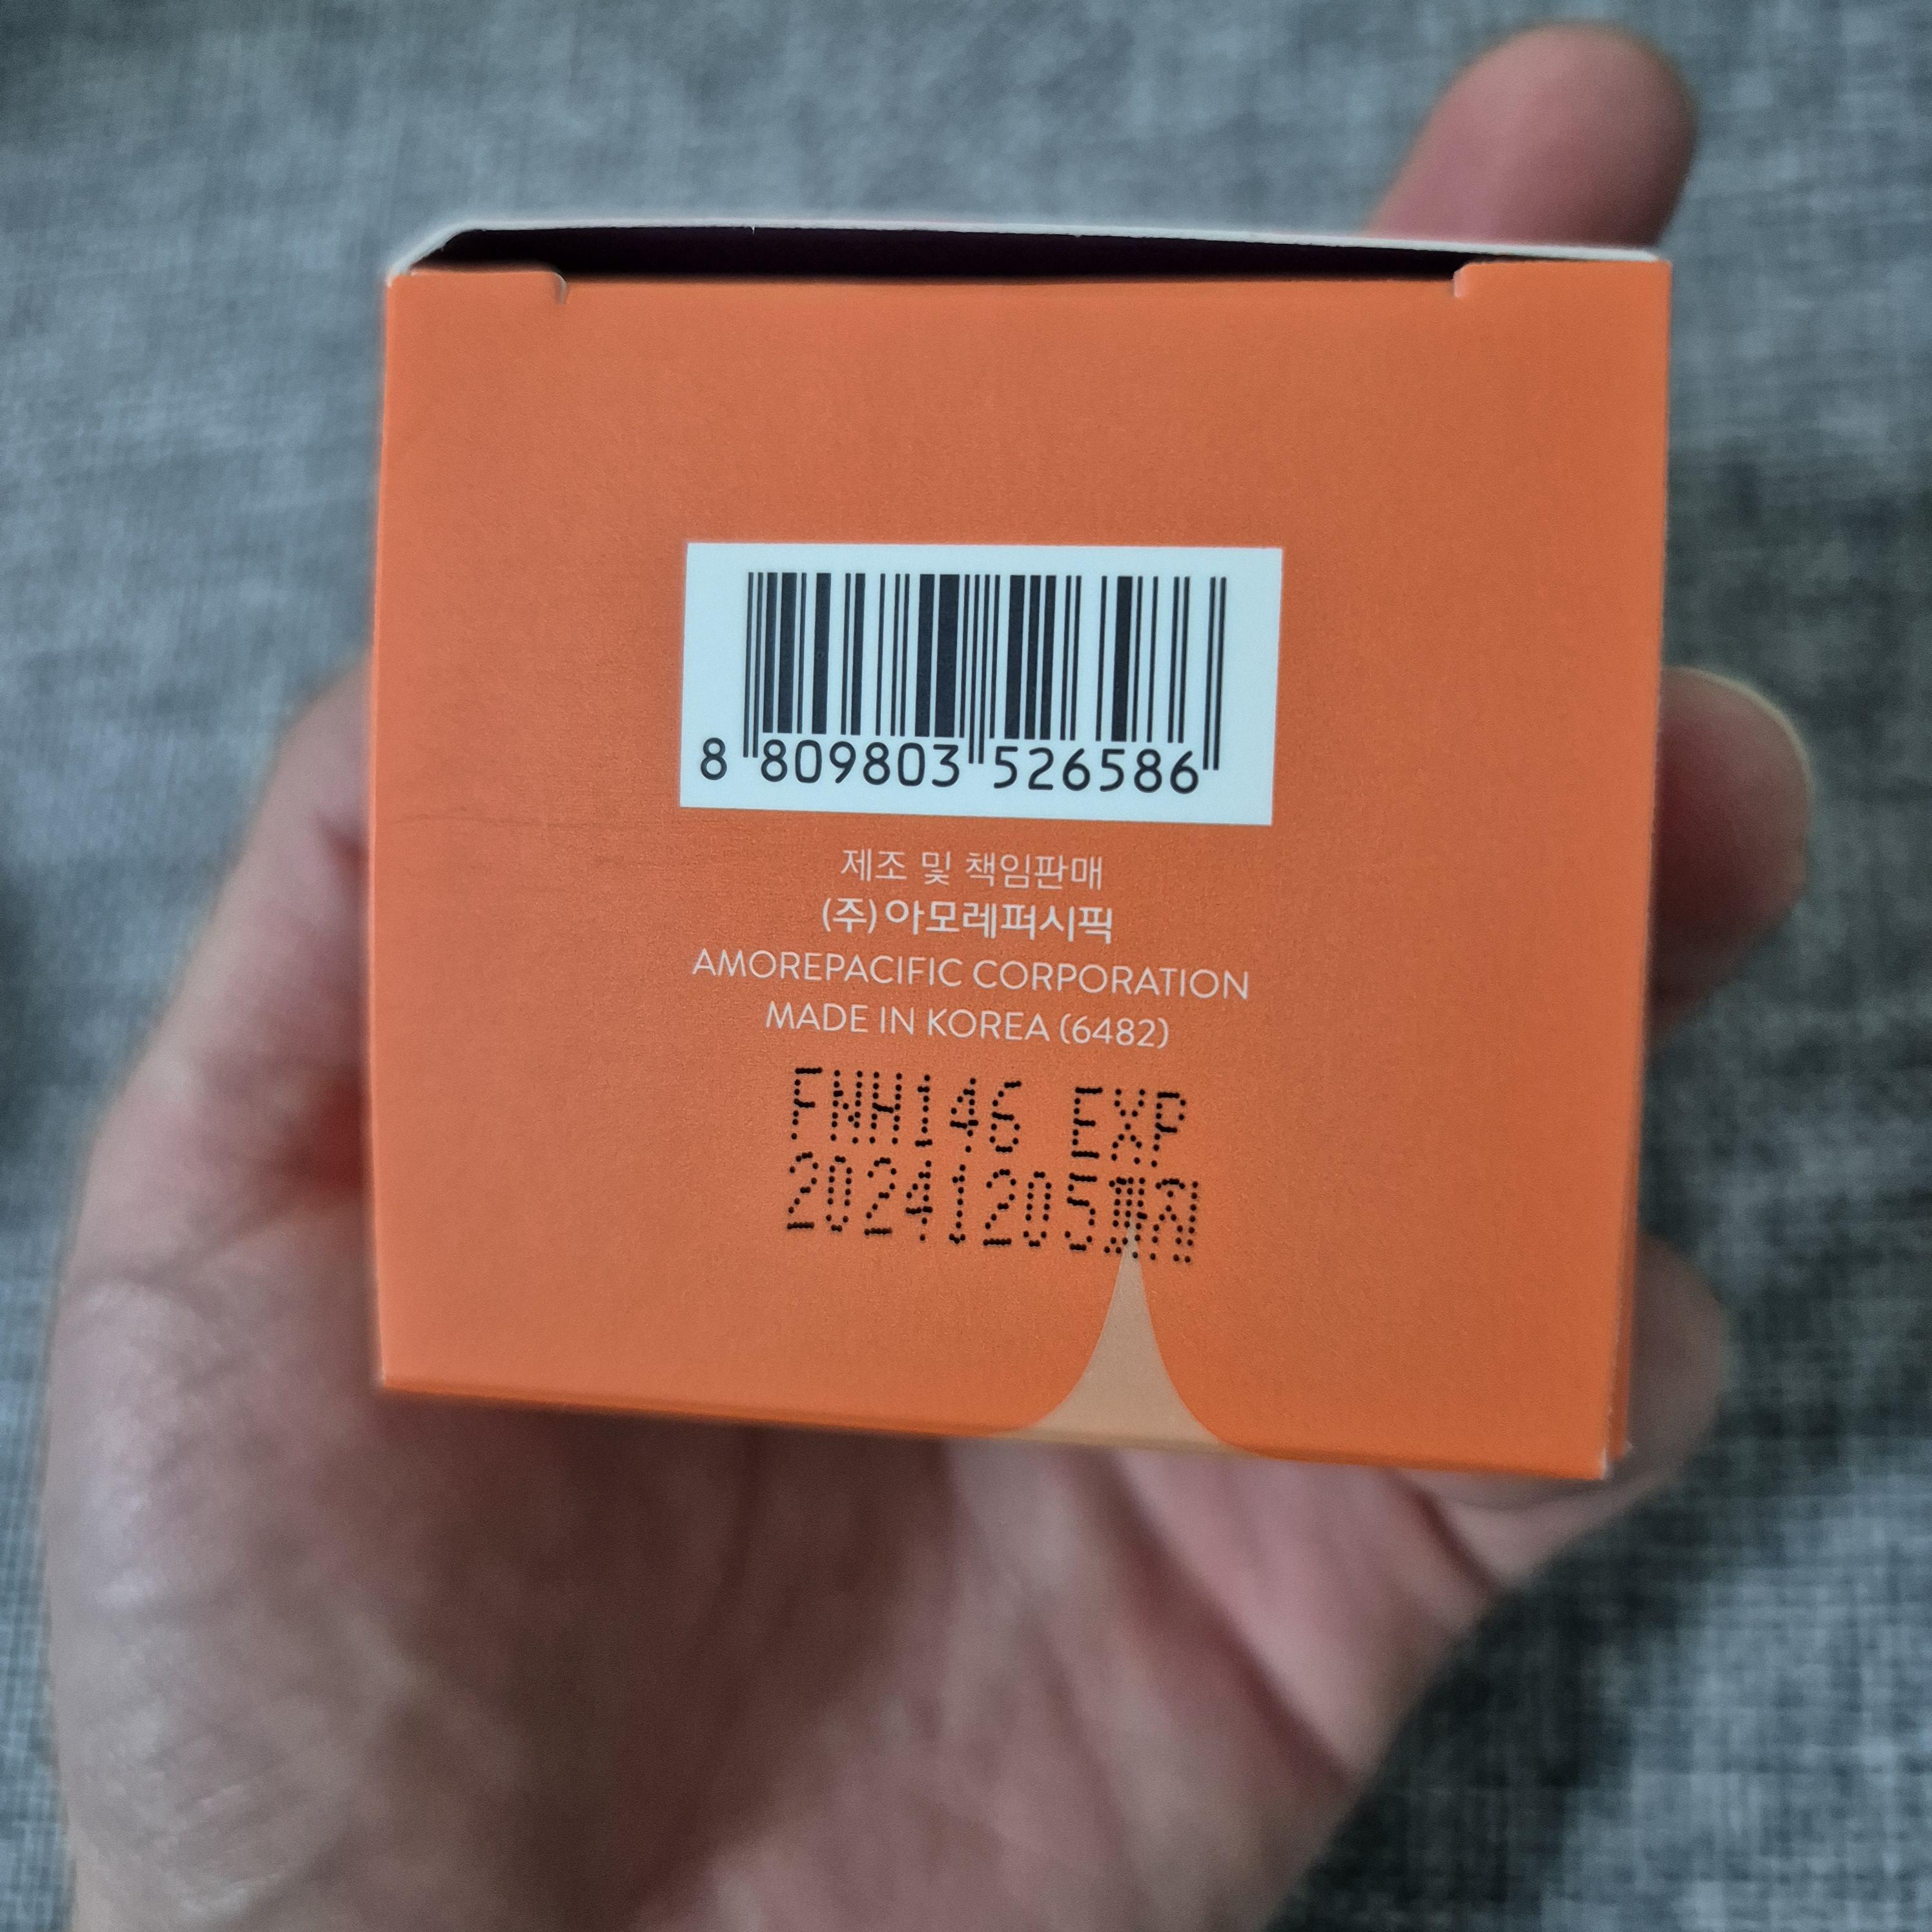 8 809803 526586
제조 및 책임판매
(주)아모레퍼시픽
AMOREPACIFIC CORPORATION
MADE IN KOREA (6482)
FNH146 EXP
20241205까지